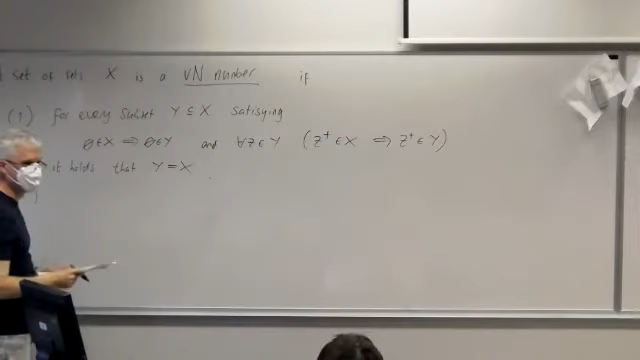 set of sets X is a vN number if
(1) for every subset Y ⊆ X satisfying
∅∈X ⟹ ∅∈Y and ∀z∈Y (z⁺∈X ⟹ z⁺∈Y)
it holds that Y=X